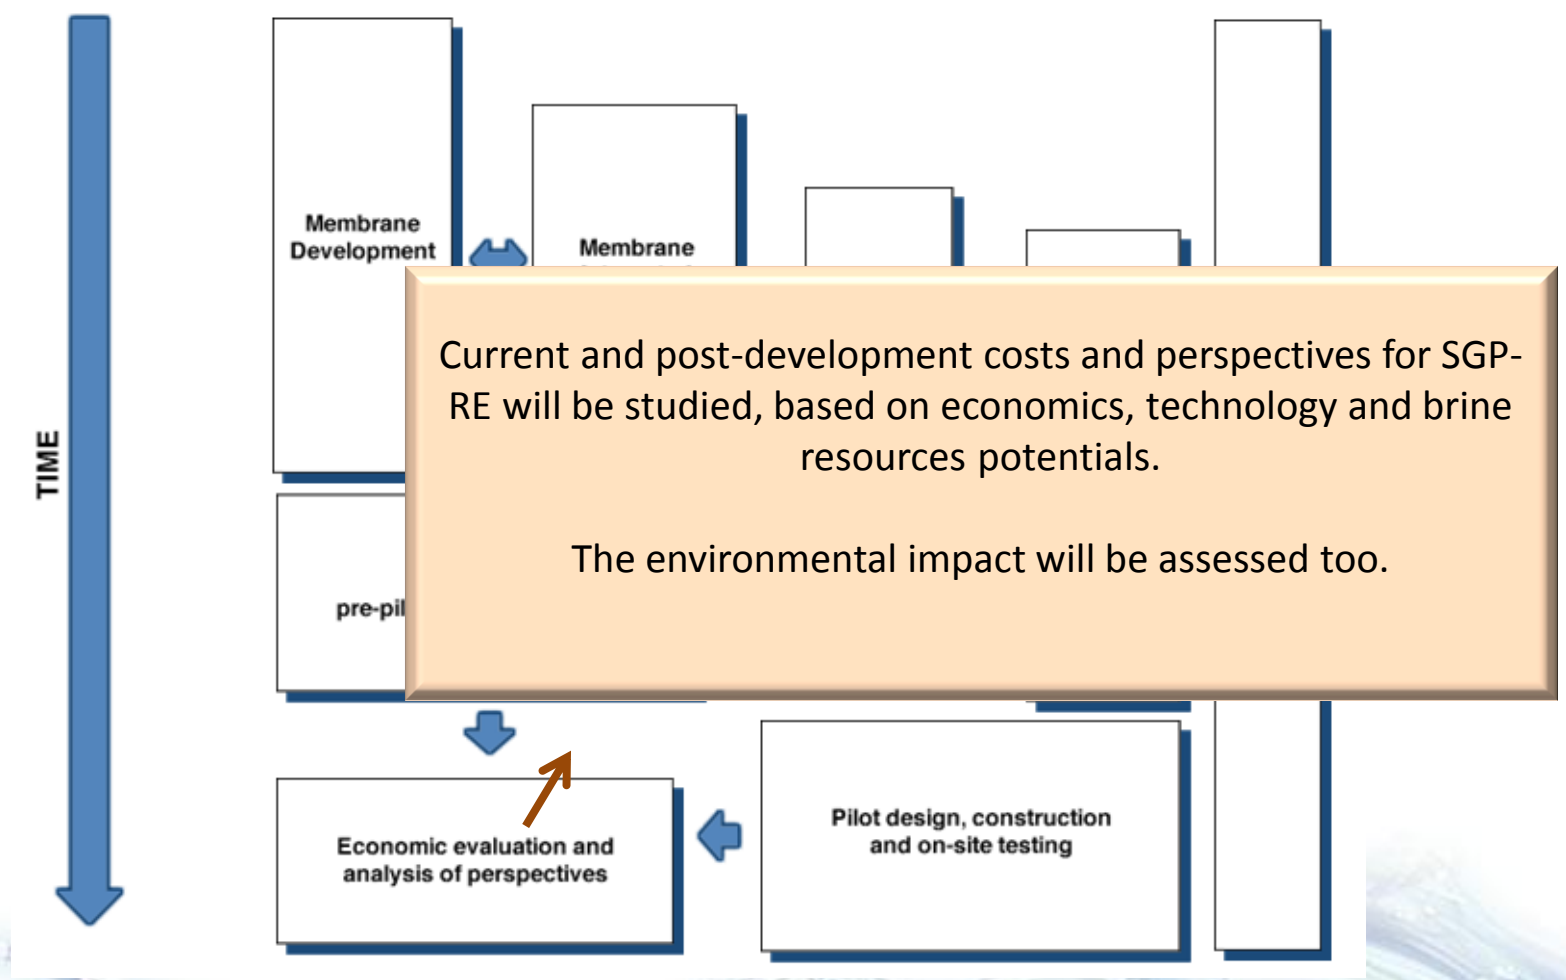 TIME
Membrane
Development
Membrane
Current and post-development costs and perspectives for SGP-
RE will be studied, based on economics, technology and brine
resources potentials.
The environmental impact will be assessed too.
pre-pil
Economic evaluation and
analysis of perspectives
Pilot design, construction
and on-site testing